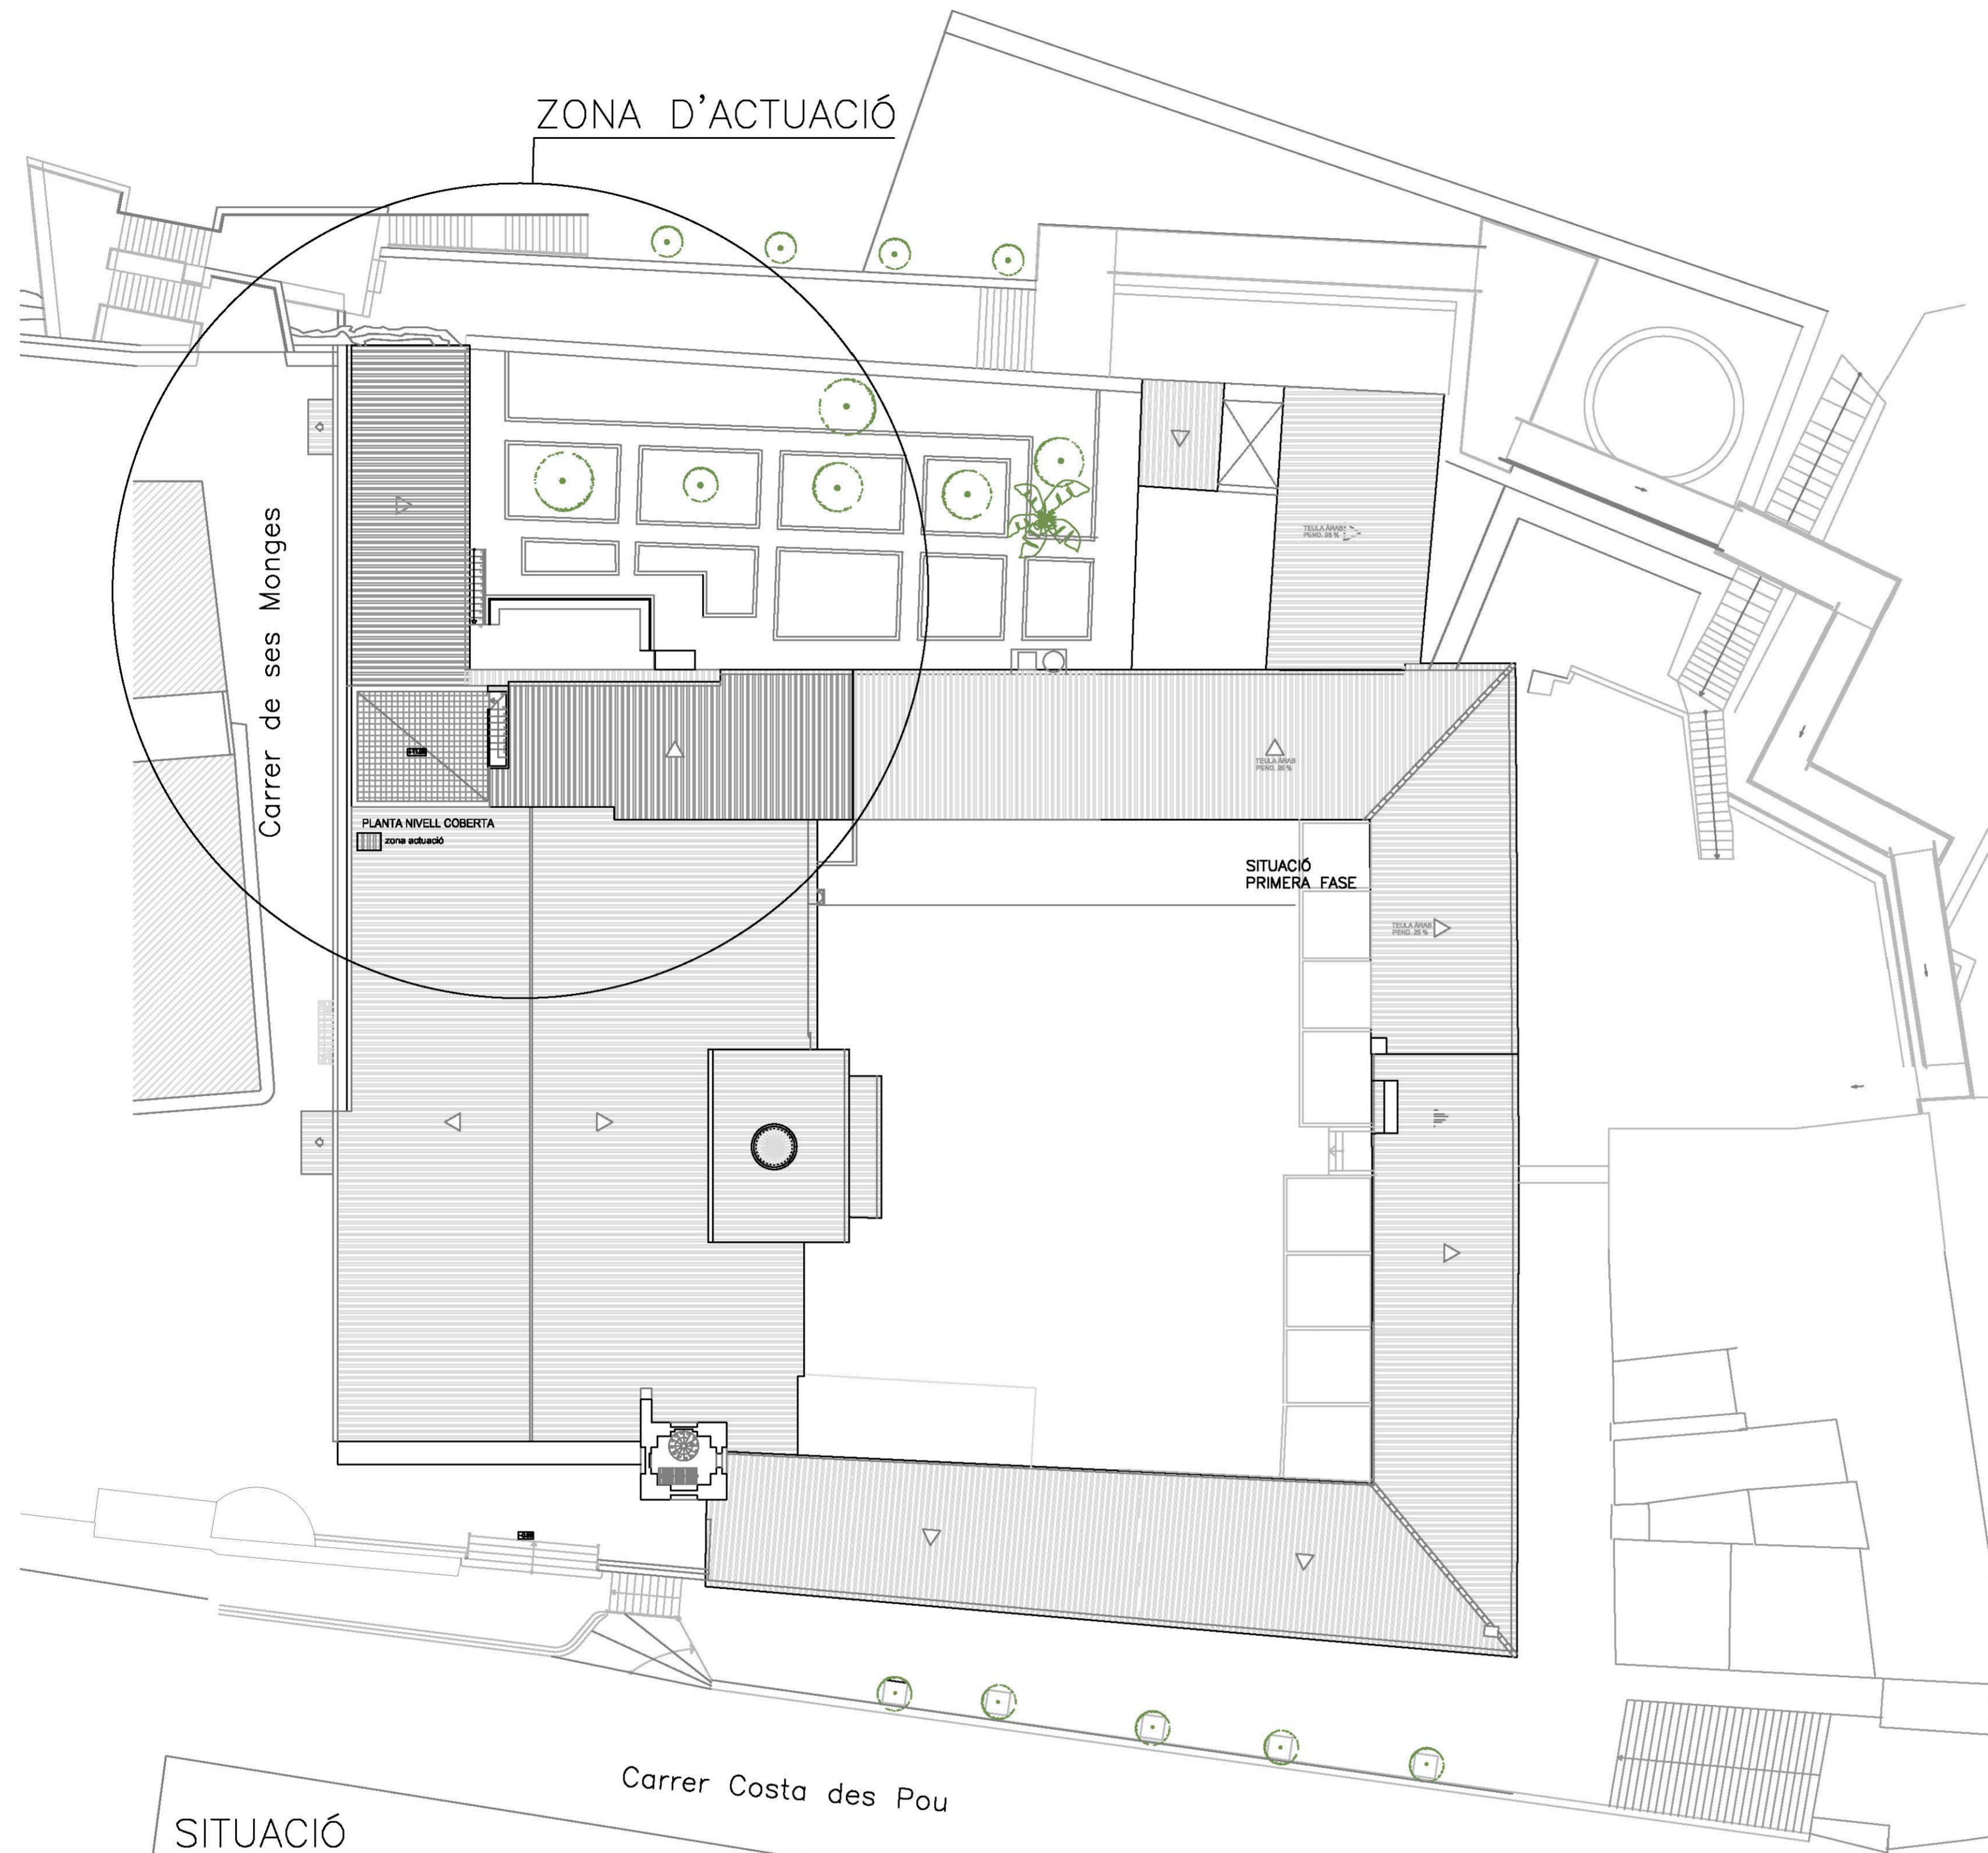 ZONA D'ACTUACIÓ
Carrer de ses Monges
TEULA ÀRAB
PEND. 25 %
TEULA ÀRAB
PEND. 25 %
PLANTA NIVELL COBERTA
zona actuació
SITUACIÓ
PRIMERA FASE
TEULA ÀRAB
PEND. 25 %
Carrer Costa des Pou
SITUACIÓ